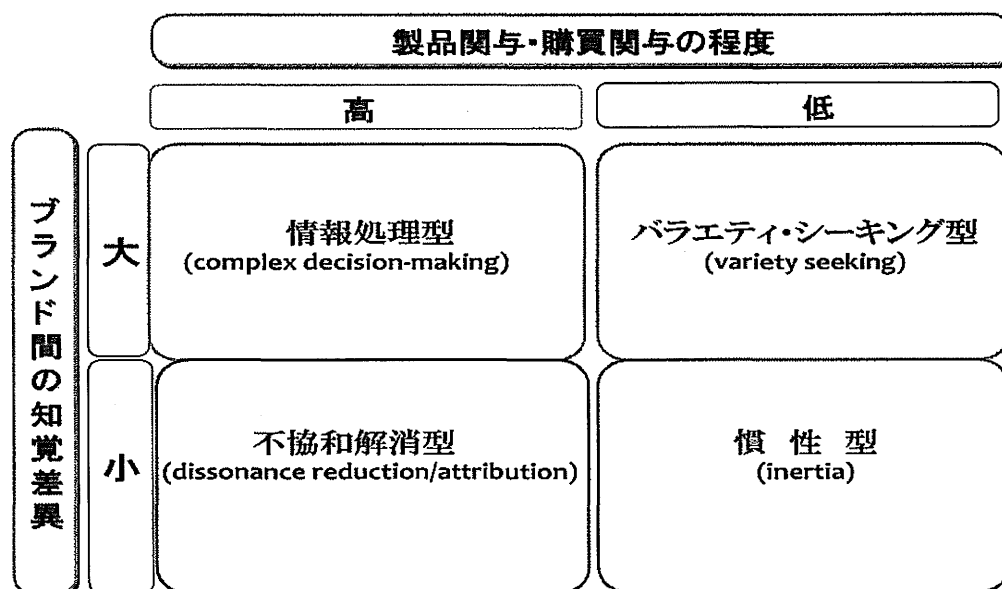 製品関与・購買関与の程度
高
低
ブランド間の知覚差異
大
情報処理型
(complex decision-making)
バラエティ・シーキング型
(variety seeking)
小
不協和解消型
(dissonance reduction/attribution)
慣 性 型
(inertia)